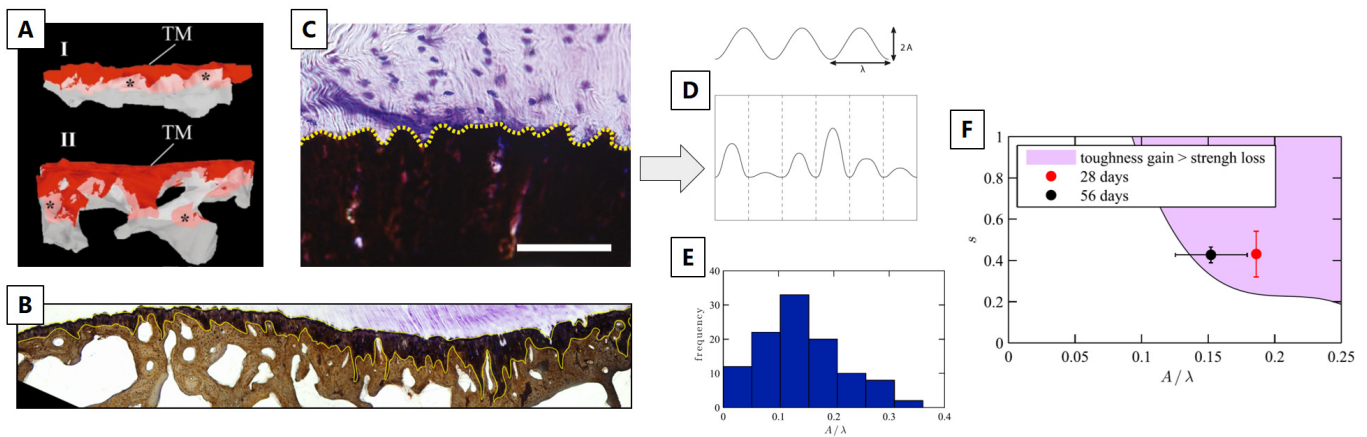 A
I
TM
*
*
II
TM
*
*
B
C
2A
λ
D
E
40
30
20
10
0
frequency
0
0.1
0.2
0.3
0.4
A/λ
F
toughness gain > strengh loss
28 days
56 days
1
0.8
0.6
0.4
0.2
0
s
0
0.05
0.1
0.15
0.2
0.25
A/λ